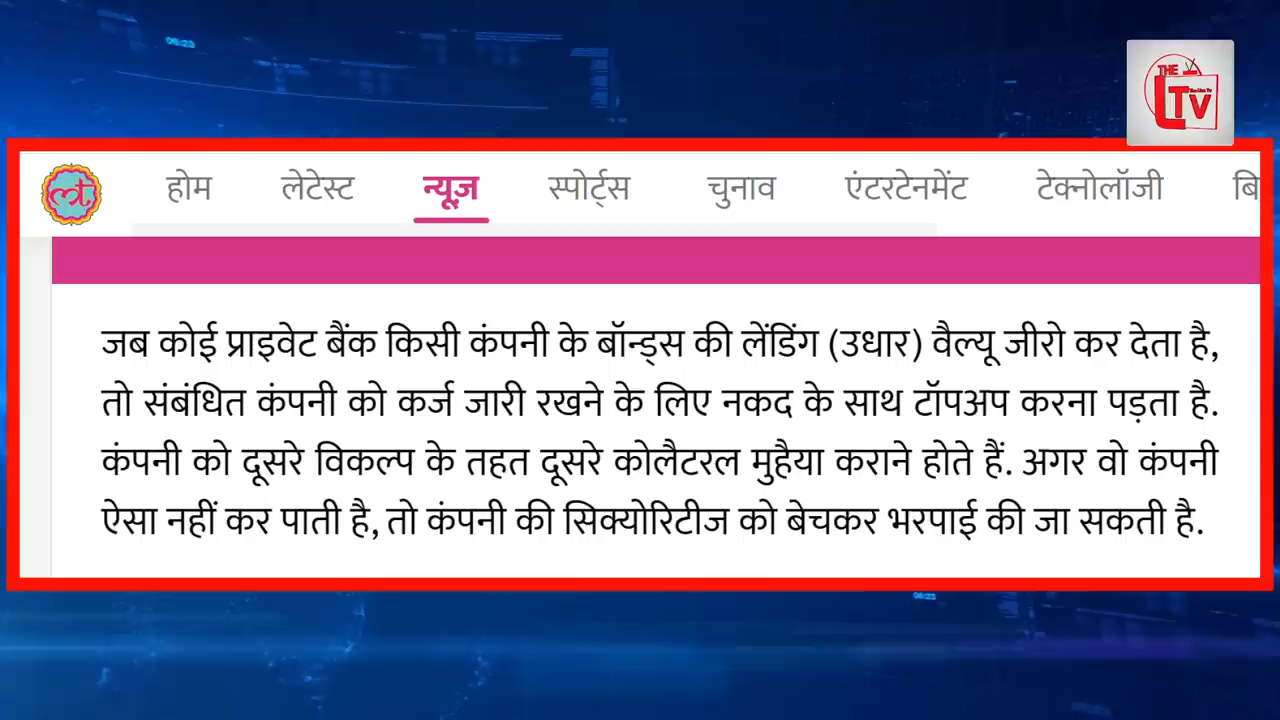 THE
LTV
होम लेटेस्ट न्यूज़ स्पोर्ट्स चुनाव एंटरटेनमेंट टेक्नोलॉजी बि
जब कोई प्राइवेट बैंक किसी कंपनी के बॉन्ड्स की लेंडिंग (उधार) वैल्यू जीरो कर देता है,
तो संबंधित कंपनी को कर्ज जारी रखने के लिए नकद के साथ टॉपअप करना पड़ता है.
कंपनी को दूसरे विकल्प के तहत दूसरे कोलैटरल मुहैया कराने होते हैं. अगर वो कंपनी
ऐसा नहीं कर पाती है, तो कंपनी की सिक्योरिटीज को बेचकर भरपाई की जा सकती है.